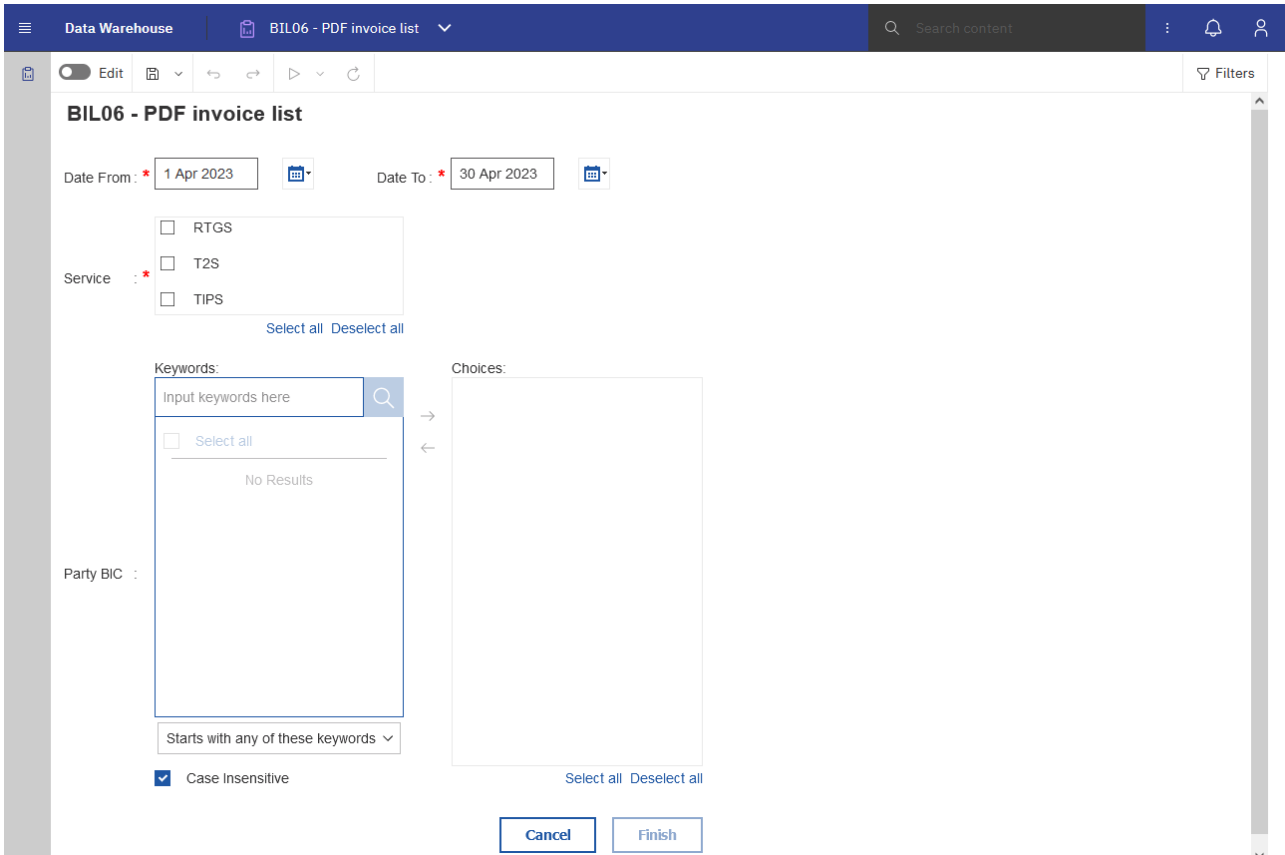 Data Warehouse
BIL06 - PDF invoice list
Search content
Edit
Filters
BIL06 - PDF invoice list
Date From : * 1 Apr 2023
Date To : * 30 Apr 2023
RTGS
T2S
Service : *
TIPS
Select all Deselect all
Keywords:
Choices:
Input keywords here
Select all
No Results
Party BIC :
Starts with any of these keywords
Case Insensitive
Select all Deselect all
Cancel
Finish